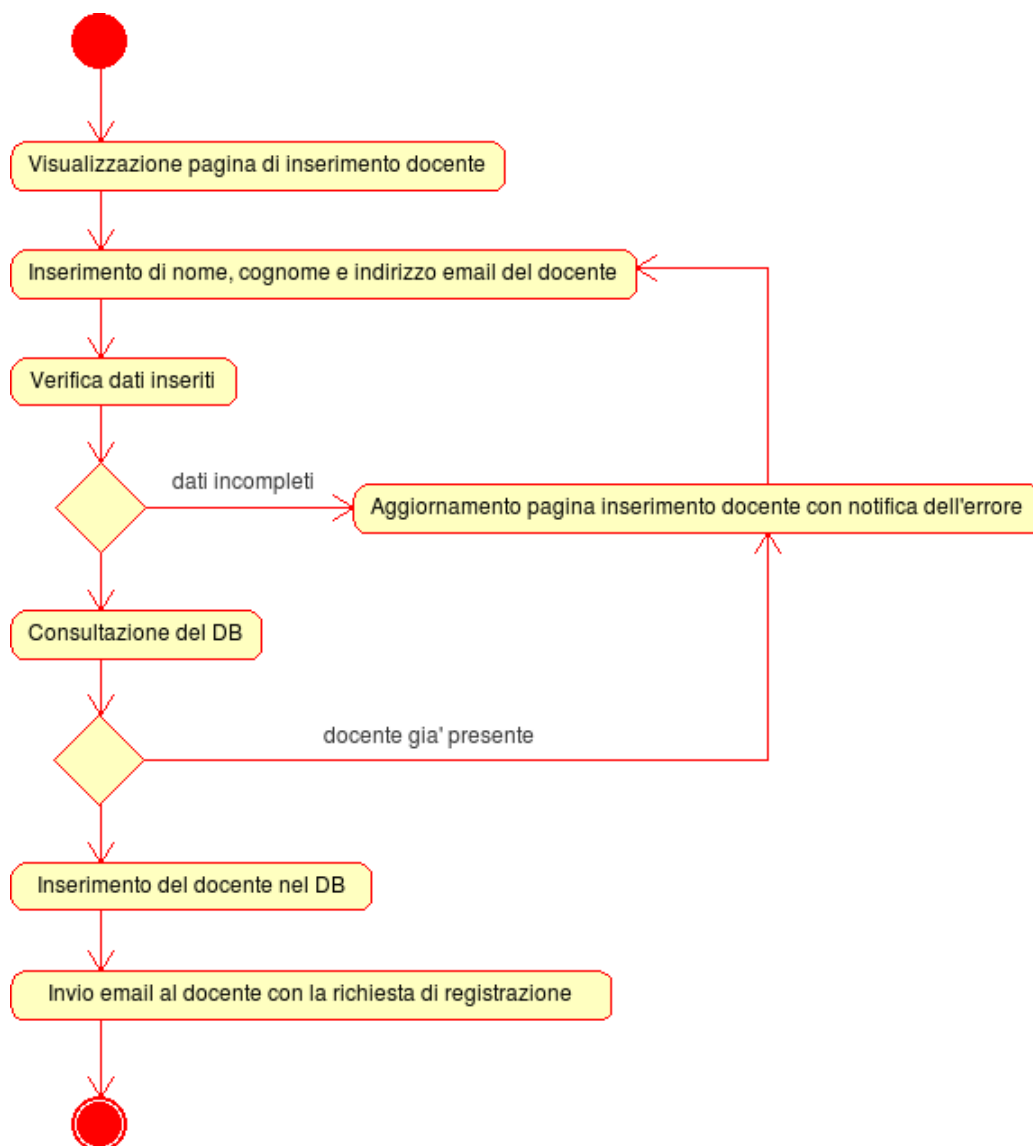 Visualizzazione pagina di inserimento docente
Inserimento di nome, cognome e indirizzo email del docente
Verifica dati inseriti
dati incompleti
Aggiornamento pagina inserimento docente con notifica dell'errore
Consultazione del DB
docente gia' presente
Inserimento del docente nel DB
Invio email al docente con la richiesta di registrazione